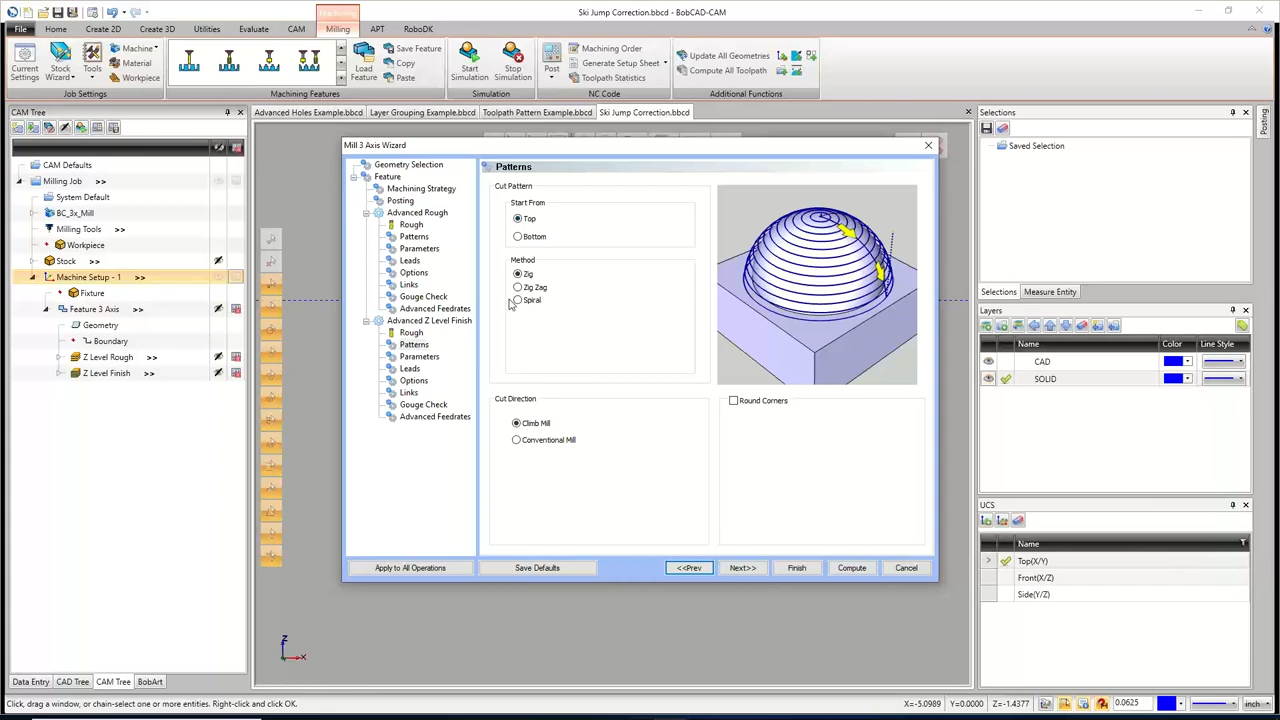 Ski Jump Correction.bbcd - BobCAD-CAM
Machining
File Home Create 2D Create 3D Utilities Evaluate CAM Milling APT RoboDK
Current Settings
Stock Wizard
Tools
Machine
Material
Workpiece
Job Settings
Load Feature
Save Feature
Copy
Paste
Machining Features
Start Simulation
Stop Simulation
Simulation
Post
Machining Order
Generate Setup Sheet
Toolpath Statistics
NC Code
Update All Geometries
Compute All Toolpath
Additional Functions
CAM Tree
CAM Defaults
Milling Job >>
System Default
BC_3x_Mill
Milling Tools >>
Workpiece
Stock >>
Machine Setup - 1 >>
Fixture
Feature 3 Axis >>
Geometry
Boundary
Z Level Rough >>
Z Level Finish >>
Data Entry CAD Tree CAM Tree BobArt
Advanced Holes Example.bbcd Layer Grouping Example.bbcd Toolpath Pattern Example.bbcd Ski Jump Correction.bbcd
Mill 3 Axis Wizard
Geometry Selection
Feature
Machining Strategy
Posting
Advanced Rough
Rough
Patterns
Parameters
Leads
Options
Links
Gouge Check
Advanced Feedrates
Advanced Z Level Finish
Rough
Patterns
Parameters
Leads
Options
Links
Gouge Check
Advanced Feedrates
Patterns
Cut Pattern
Start From
Top
Bottom
Method
Zig
Zig Zag
Spiral
Cut Direction
Climb Mill
Conventional Mill
Round Corners
Apply to All Operations Save Defaults <<Prev Next>> Finish Compute Cancel
Z
X
Selections
Saved Selection
Selections Measure Entity
Layers
Name Color Line Style
CAD
SOLID
UCS
Name
> Top(X/Y)
Front(X/Z)
Side(Y/Z)
Posting
Click, drag a window, or chain-select one or more entities. Right-click and click OK.
X=-5.0989 Y=0.0000 Z=-1.4377 0.0625 inch